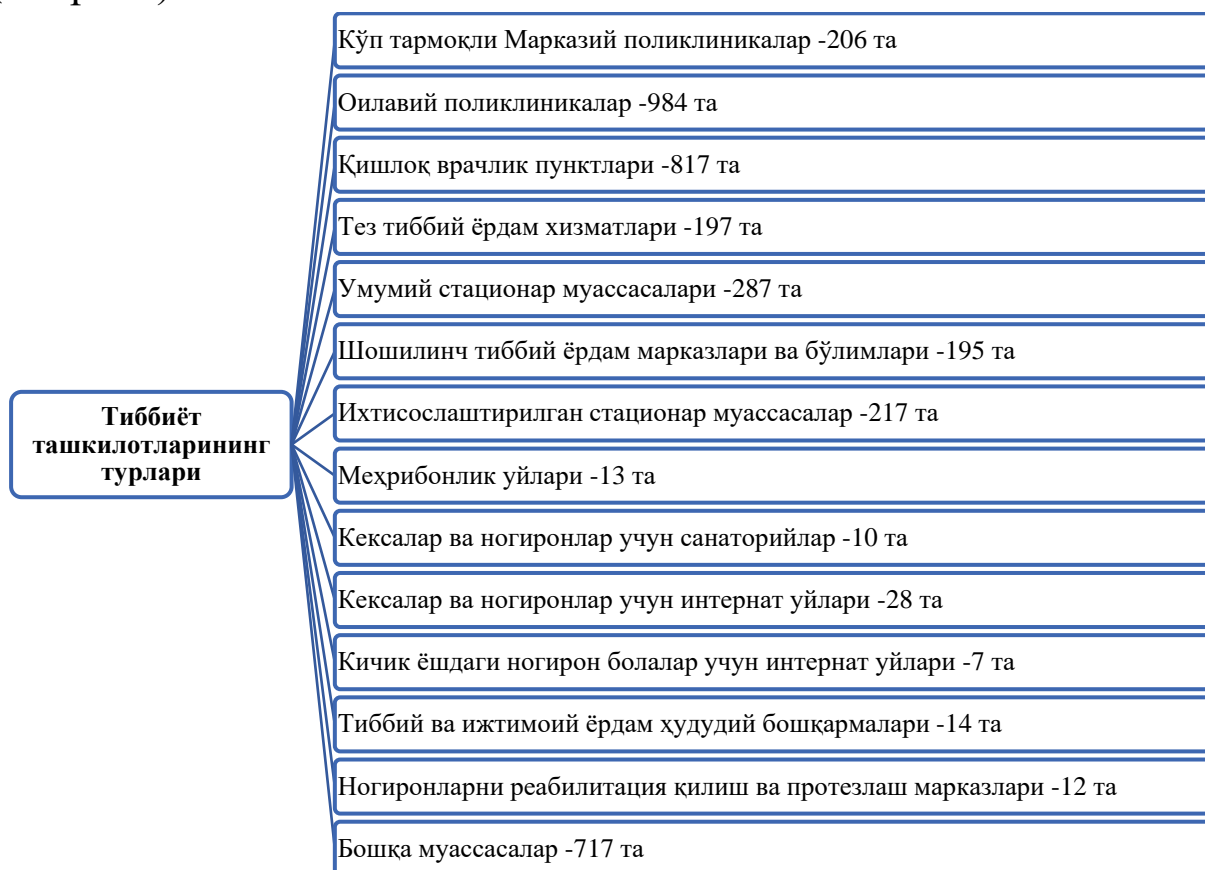 Кўп тармоқли Марказий поликлиникалар -206 та
Оилавий поликлиникалар -984 та
Қишлоқ врачлик пунктлари -817 та
Тез тиббий ёрдам хизматлари -197 та
Умумий стационар муассасалари -287 та
Шошилинч тиббий ёрдам марказлари ва бўлимлари -195 та
Тиббиёт
ташкилотларининг
турлари
Ихтисослаштирилган стационар муассасалар -217 та
Меҳрибонлик уйлари -13 та
Кексалар ва ногиронлар учун санаторийлар -10 та
Кексалар ва ногиронлар учун интернат уйлари -28 та
Кичик ёшдаги ногирон болалар учун интернат уйлари -7 та
Тиббий ва ижтимоий ёрдам ҳудудий бошқармалари -14 та
Ногиронларни реабилитация қилиш ва протезлаш марказлари -12 та
Бошқа муассасалар -717 та